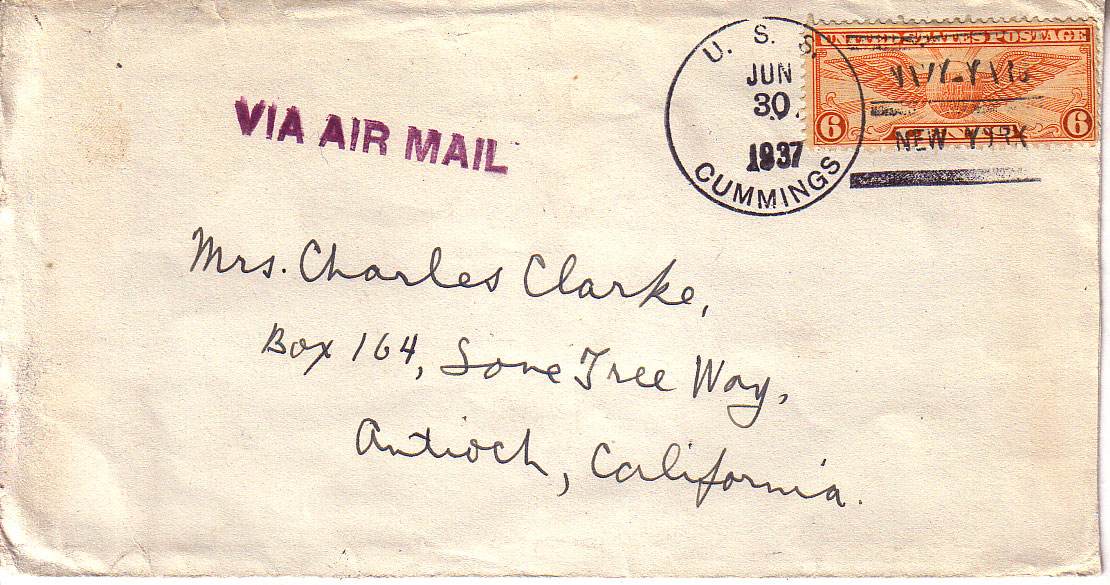 VIA AIR MAIL
U. S. S.
JUN
30
1937
CUMMINGS
UNITED STATES POSTAGE
6 6
NEW YORK
Mrs. Charles Clarke,
Box 164, Lone Tree Way,
Antioch, California.